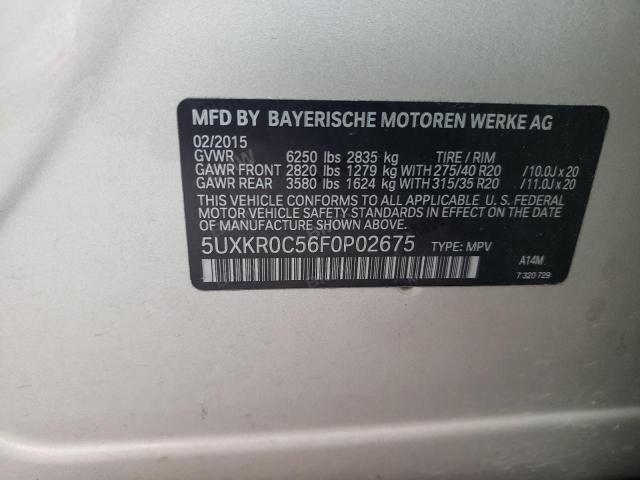 MFD BY BAYERISCHE MOTOREN WERKE AG
02/2015
GVWR 6250 lbs 2835 kg TIRE / RIM
GAWR FRONT 2820 lbs 1279 kg WITH 275/40 R20 /10.0J x 20
GAWR REAR 3580 lbs 1624 kg WITH 315/35 R20 /11.0J x 20
THIS VEHICLE CONFORMS TO ALL APPLICABLE U. S. FEDERAL
MOTOR VEHICLE SAFETY STANDARDS IN EFFECT ON THE DATE OF
MANUFACTURE SHOWN ABOVE.
5UXKR0C56F0P02675 TYPE: MPV
A14M
7 320 729